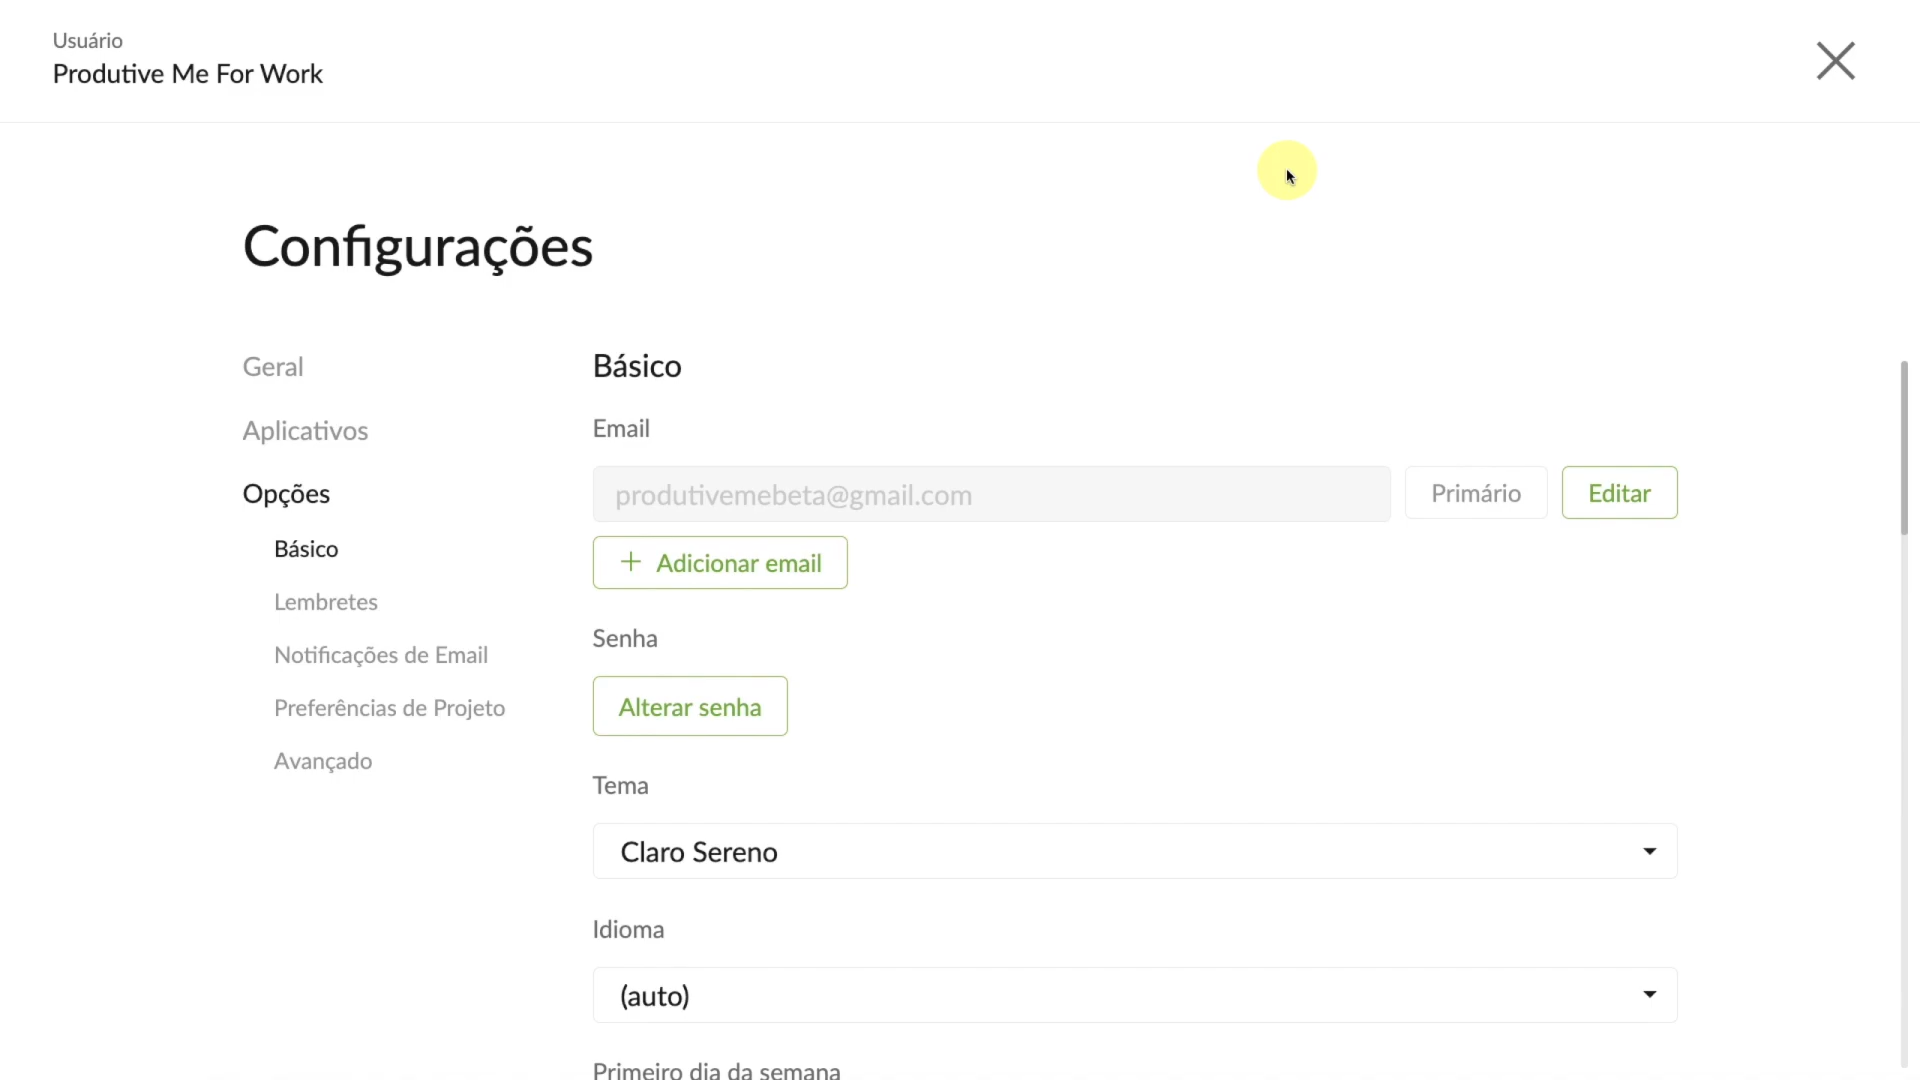 Usuário
Produtive Me For Work
Configurações
Geral
Aplicativos
Opções
Básico
Lembretes
Notificações de Email
Preferências de Projeto
Avançado
Básico
Email
produtivemebeta@gmail.com
Primário
Editar
Adicionar email
Senha
Alterar senha
Tema
Claro Sereno
Idioma
(auto)
Primeiro dia da semana